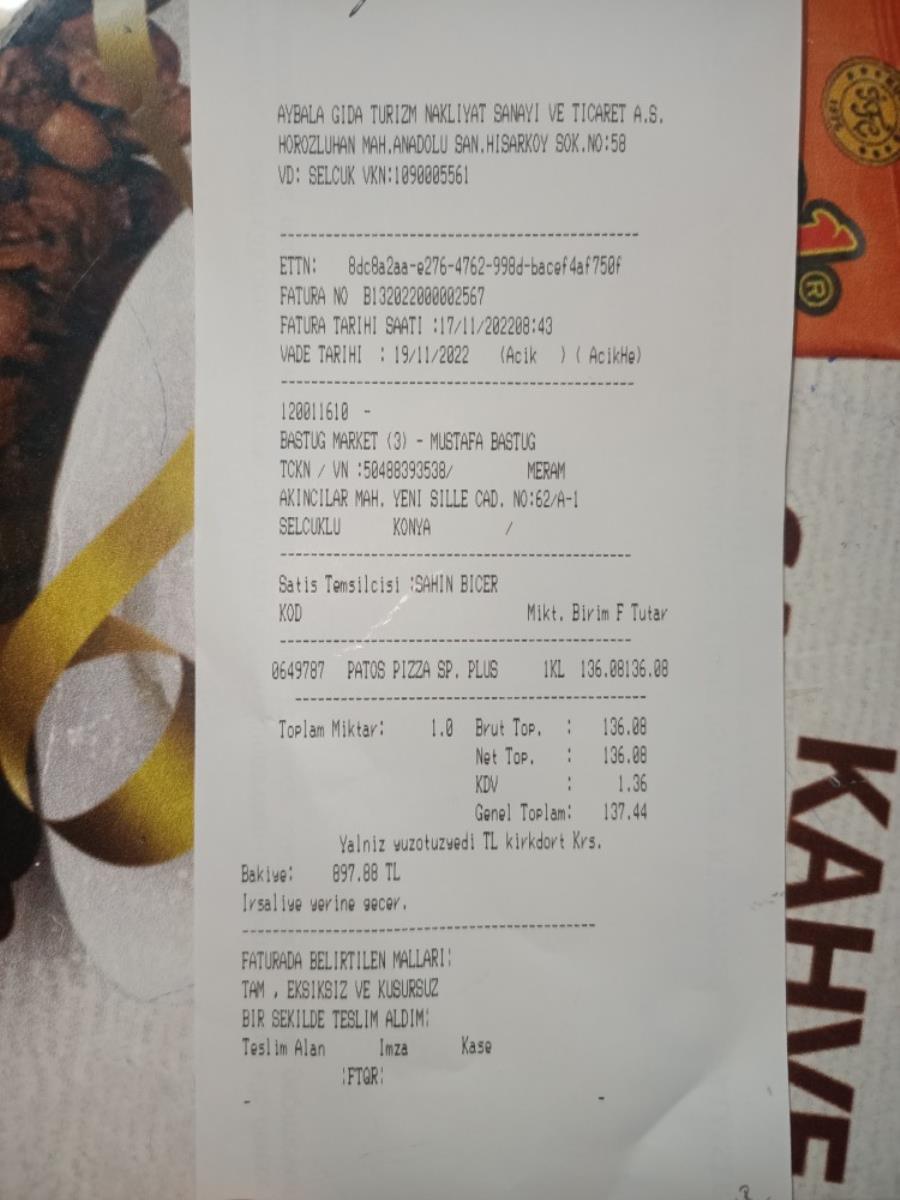 AYBALA GIDA TURIZM NAKLIYAT SANAYI VE TICARET A.S.
HOROZLUHAN MAH.ANADOLU SAN.HISARKOY SOK.NO:58
VD: SELCUK VKN:1090005561
--------------------------------------------
ETTN: 8dc8a2aa-e276-4762-998d-bacef4af750f
FATURA NO B132022000002567
FATURA TARIHI SAATI :17/11/202208:43
VADE TARIHI : 19/11/2022 (Acik ) ( AcikHe)
--------------------------------------------
120011610 -
BASTUG MARKET (3) - MUSTAFA BASTUG
TCKN / VN :50488393538/ MERAM
AKINCILAR MAH. YENI SILLE CAD. NO:62/A-1
SELCUKLU KONYA /
--------------------------------------------
Satis Temsilcisi :SAHIN BICER
KOD Mikt. Birim F Tutar
--------------------------------------------
0649787 PATOS PIZZA SP. PLUS 1KL 136.08136.08
--------------------------------------------
Toplam Miktar: 1.0 Brut Top. : 136.08
Net Top. : 136.08
KDV : 1.36
Genel Toplam: 137.44
Yalniz yuzotuzyedi TL kirkdort Krs.
Bakiye: 897.88 TL
Irsaliye yerine gecer.
--------------------------------------------
FATURADA BELIRTILEN MALLARI¦
TAM , EKSIKSIZ VE KUSURSUZ
BIR SEKILDE TESLIM ALDIM¦
Teslim Alan Imza Kase
¦FTQR¦
- -
1®
KAHVE